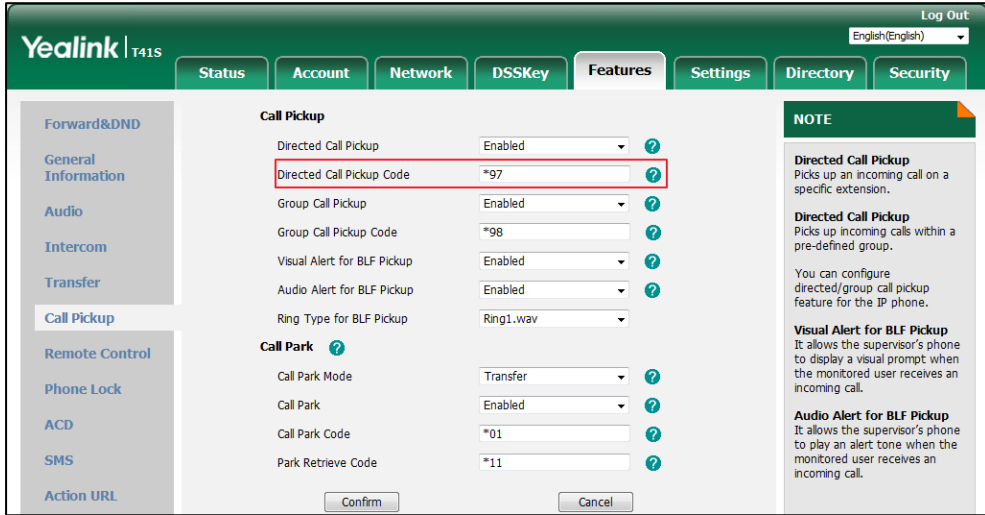 Log Out
Yealink T41S
English(English)
Status Account Network DSSKey Features Settings Directory Security
Forward&DND
General
Information
Audio
Intercom
Transfer
Call Pickup
Remote Control
Phone Lock
ACD
SMS
Action URL
Call Pickup
Directed Call Pickup Enabled ?
Directed Call Pickup Code *97 ?
Group Call Pickup Enabled ?
Group Call Pickup Code *98 ?
Visual Alert for BLF Pickup Enabled ?
Audio Alert for BLF Pickup Enabled ?
Ring Type for BLF Pickup Ring1.wav
Call Park ?
Call Park Mode Transfer ?
Call Park Enabled ?
Call Park Code *01 ?
Park Retrieve Code *11 ?
Confirm Cancel
NOTE
Directed Call Pickup
Picks up an incoming call on a
specific extension.
Directed Call Pickup
Picks up incoming calls within a
pre-defined group.
You can configure
directed/group call pickup
feature for the IP phone.
Visual Alert for BLF Pickup
It allows the supervisor's phone
to display a visual prompt when
the monitored user receives an
incoming call.
Audio Alert for BLF Pickup
It allows the supervisor's phone
to play an alert tone when the
monitored user receives an
incoming call.